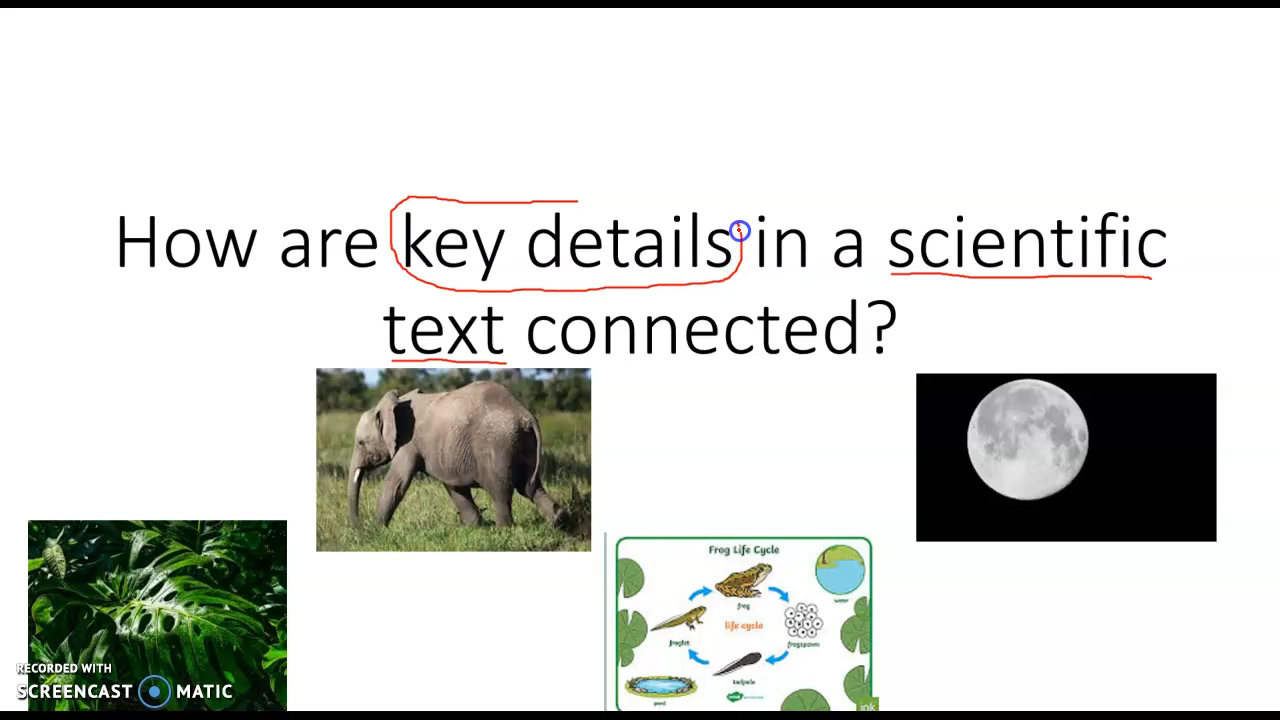 How are key details in a scientific
text connected?
Frog Life Cycle
frog
water
life cycle
froglet
frogspawn
tadpole
pond
RECORDED WITH
SCREENCAST MATIC
ink